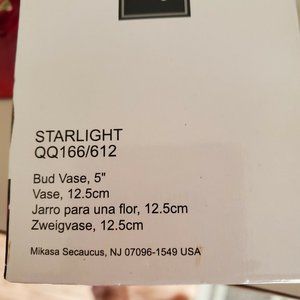 STARLIGHT
QQ166/612
Bud Vase, 5"
Vase, 12.5cm
Jarro para una flor, 12.5cm
Zweigvase, 12.5cm
Mikasa Secaucus, NJ 07096-1549 USA